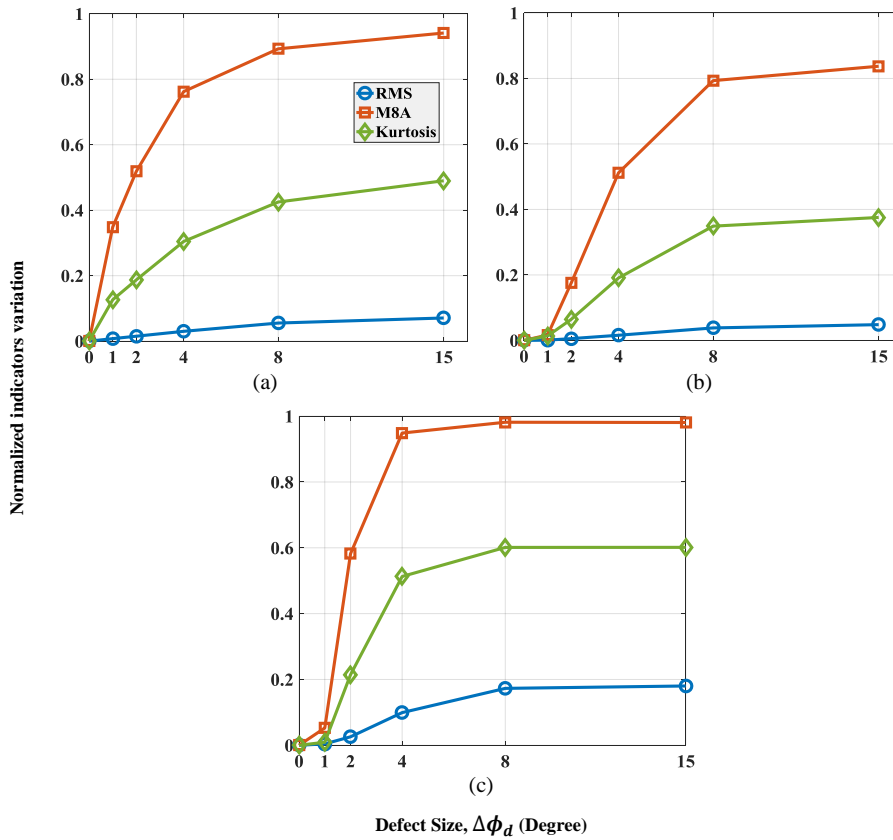 1
0.8
0.6
0.4
0.2
0
0 1 2 4 8 15
RMS
M8A
Kurtosis
(a)
1
0.8
0.6
0.4
0.2
0
0 1 2 4 8 15
(b)
Normalized indicators variation
1
0.8
0.6
0.4
0.2
0
0 1 2 4 8 15
(c)
Defect Size, Δϕ_d (Degree)